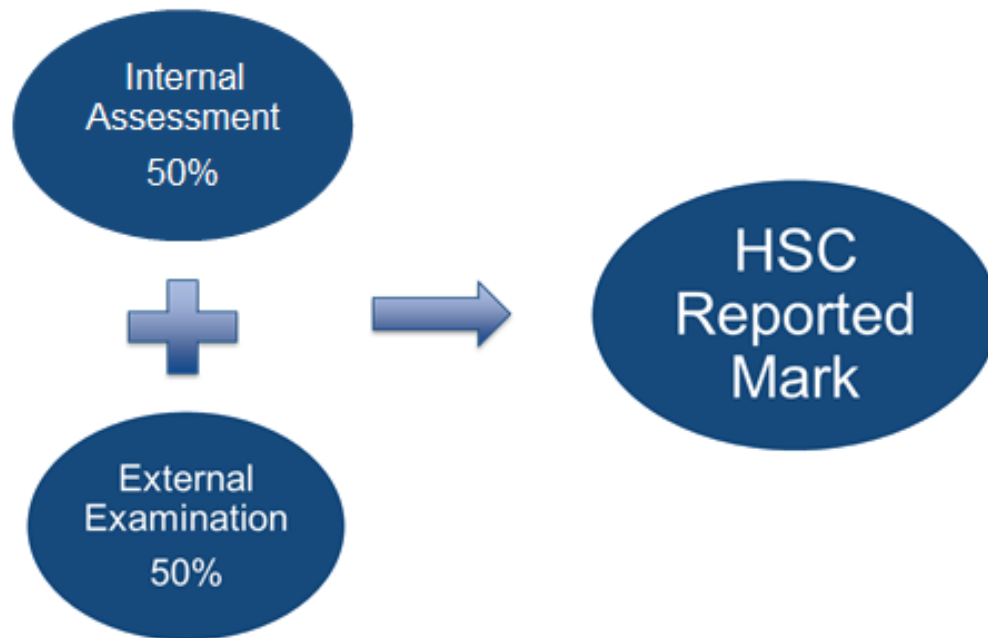 Internal
Assessment
50%
External
Examination
50%
HSC
Reported
Mark